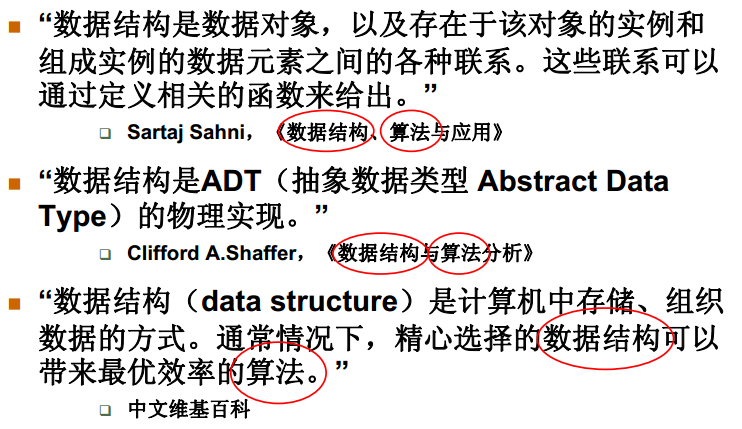 “数据结构是数据对象，以及存在于该对象的实例和
组成实例的数据元素之间的各种联系。这些联系可以
通过定义相关的函数来给出。”
Sartaj Sahni，《数据结构、算法与应用》
“数据结构是ADT（抽象数据类型 Abstract Data
Type）的物理实现。”
Clifford A.Shaffer，《数据结构与算法分析》
“数据结构（data structure）是计算机中存储、组织
数据的方式。通常情况下，精心选择的数据结构可以
带来最优效率的算法。”
中文维基百科